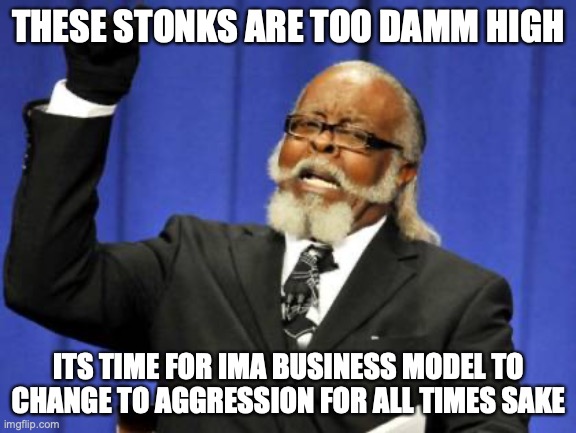 THESE STONKS ARE TOO DAMM HIGH
ITS TIME FOR IMA BUSINESS MODEL TO
CHANGE TO AGGRESSION FOR ALL TIMES SAKE
imgflip.com